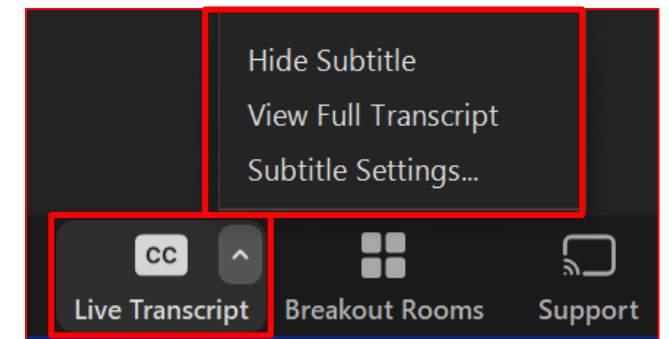 Hide Subtitle
View Full Transcript
Subtitle Settings...
CC
Live Transcript
Breakout Rooms
Support